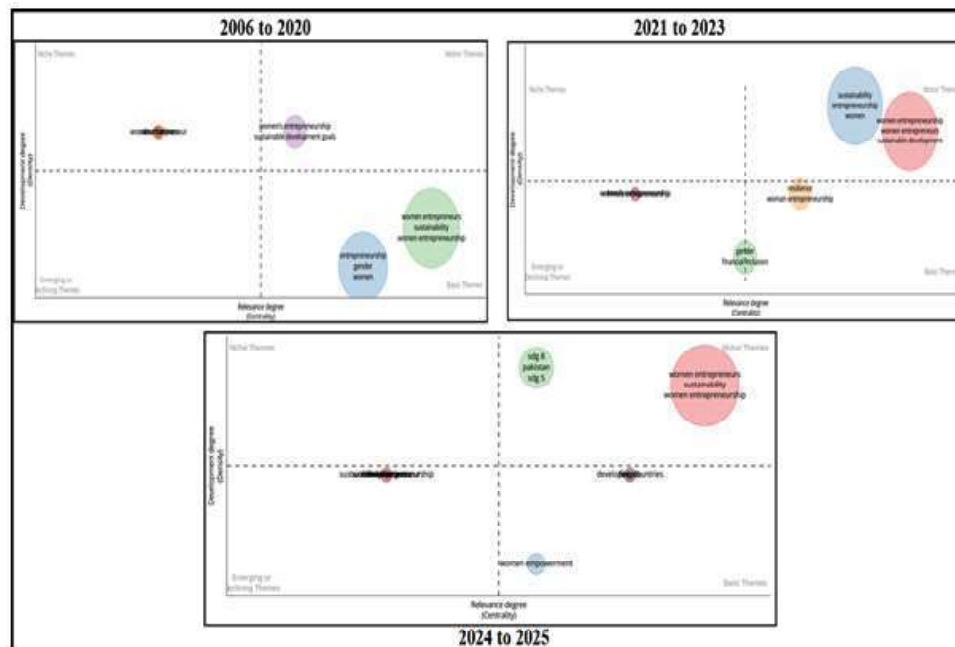 2006 to 2020
2021 to 2023
Niche Themes
Motor Themes
women's entrepreneurship
sustainable development goals
women entrepreneurs
sustainability
women entrepreneurship
entrepreneurship
gender
women
Emerging or
Declining Themes
Basic Themes
Development degree
(Density)
Relevance degree
(Centrality)
Niche Themes
Motor Themes
sustainability
entrepreneurship
women
women entrepreneurship
women entrepreneurs
sustainable development
resilience
woman entrepreneurship
gender
financial inclusion
Emerging or
Declining Themes
Basic Themes
Development degree
(Density)
Relevance degree
(Centrality)
Niche Themes
Motor Themes
sdg 8
pakistan
sdg 5
women entrepreneurs
sustainability
women entrepreneurship
women empowerment
Emerging or
Declining Themes
Basic Themes
Development degree
(Density)
Relevance degree
(Centrality)
2024 to 2025